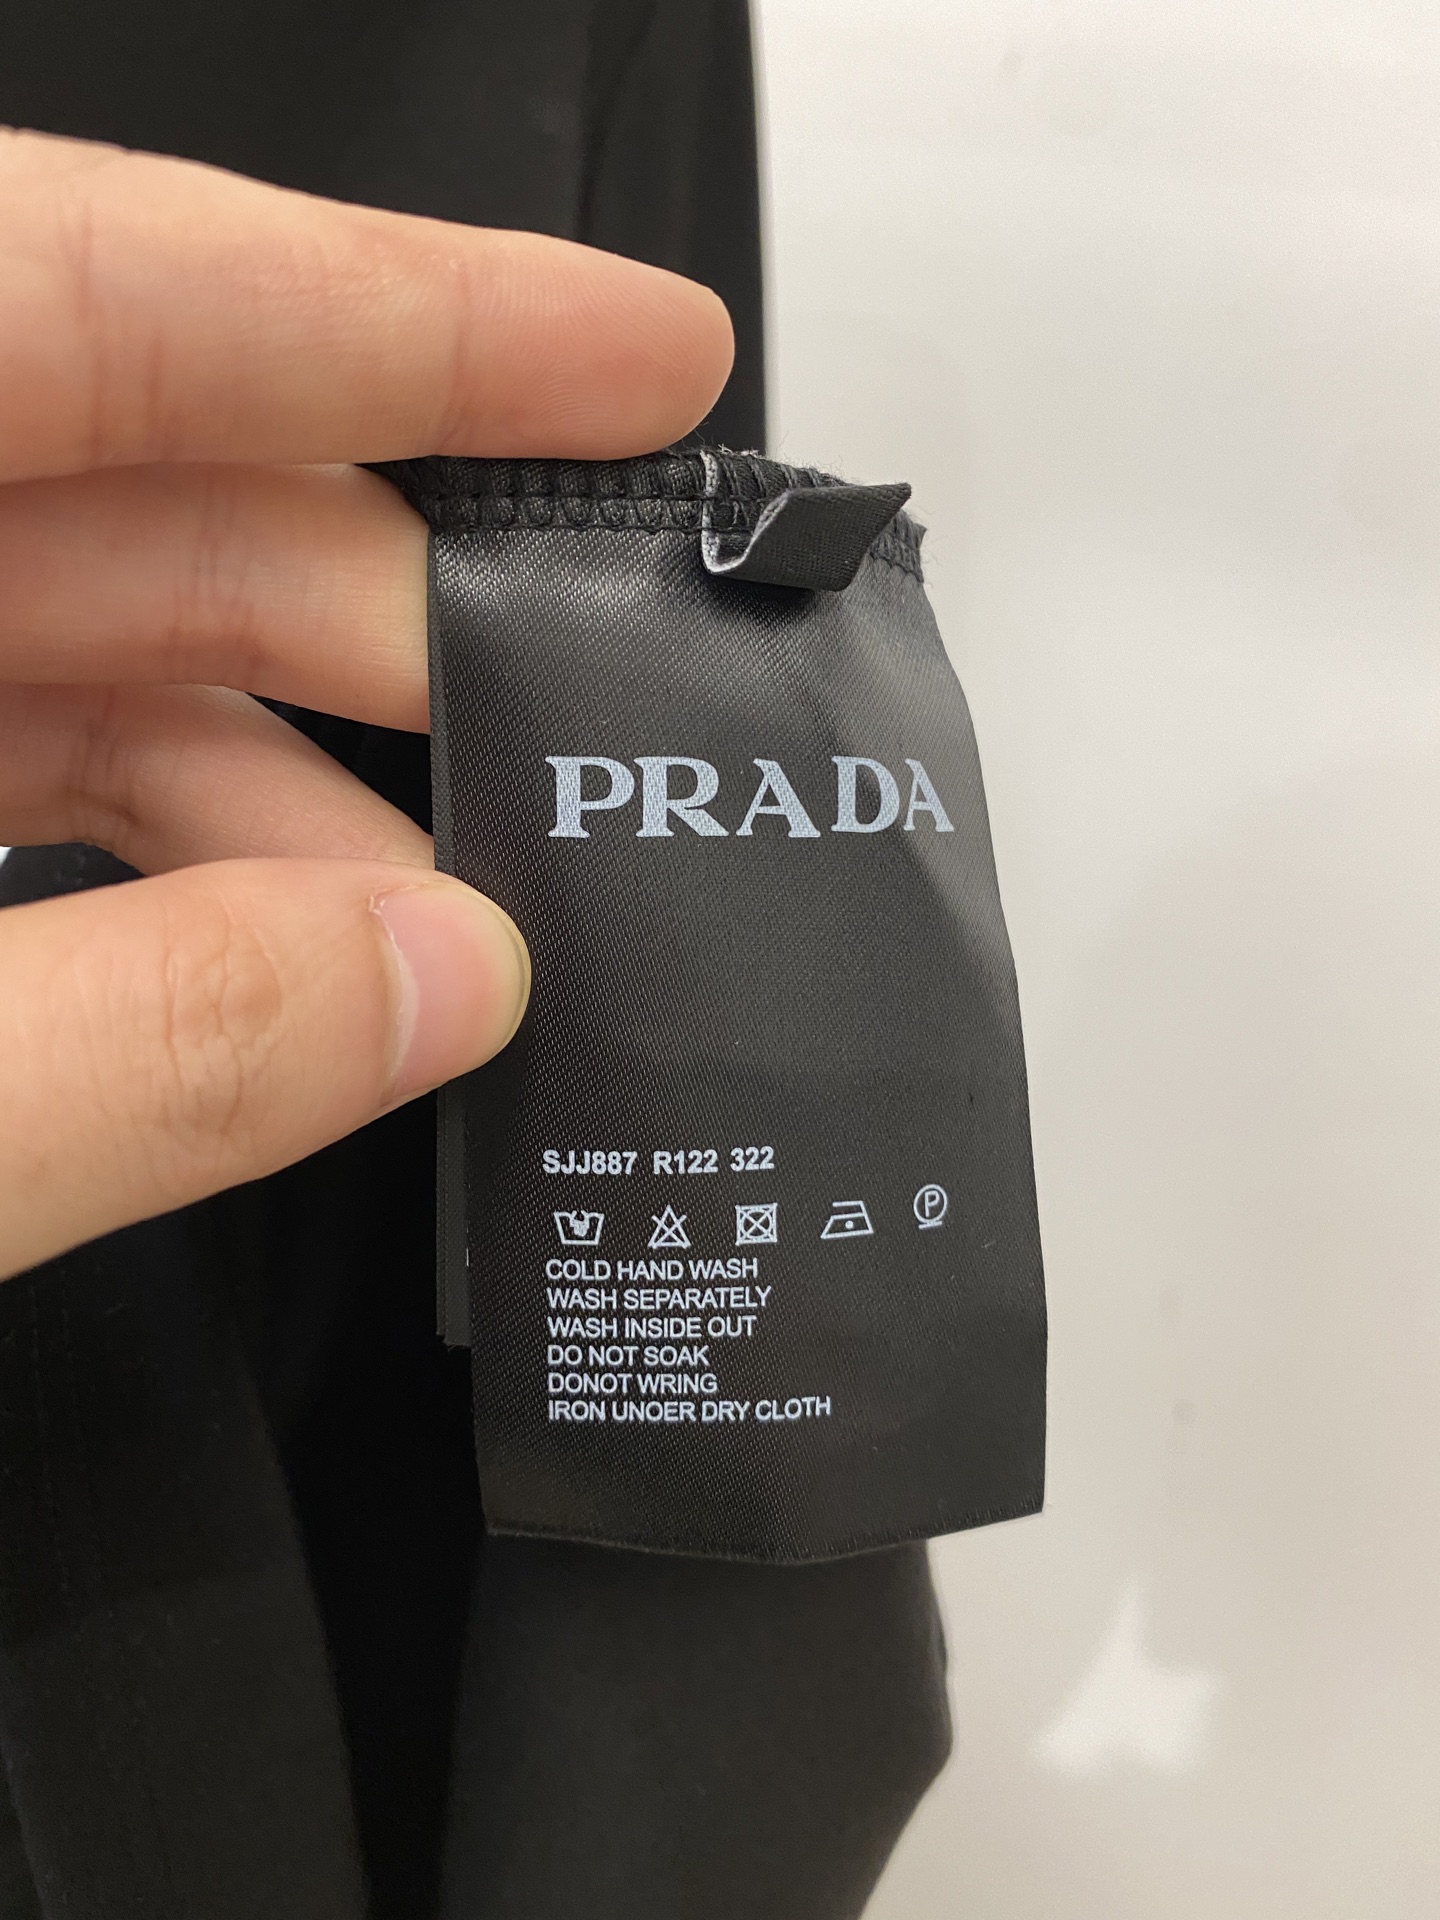 PRADA
SJJ887 R122 322
P
COLD HAND WASH
WASH SEPARATELY
WASH INSIDE OUT
DO NOT SOAK
DONOT WRING
IRON UNOER DRY CLOTH